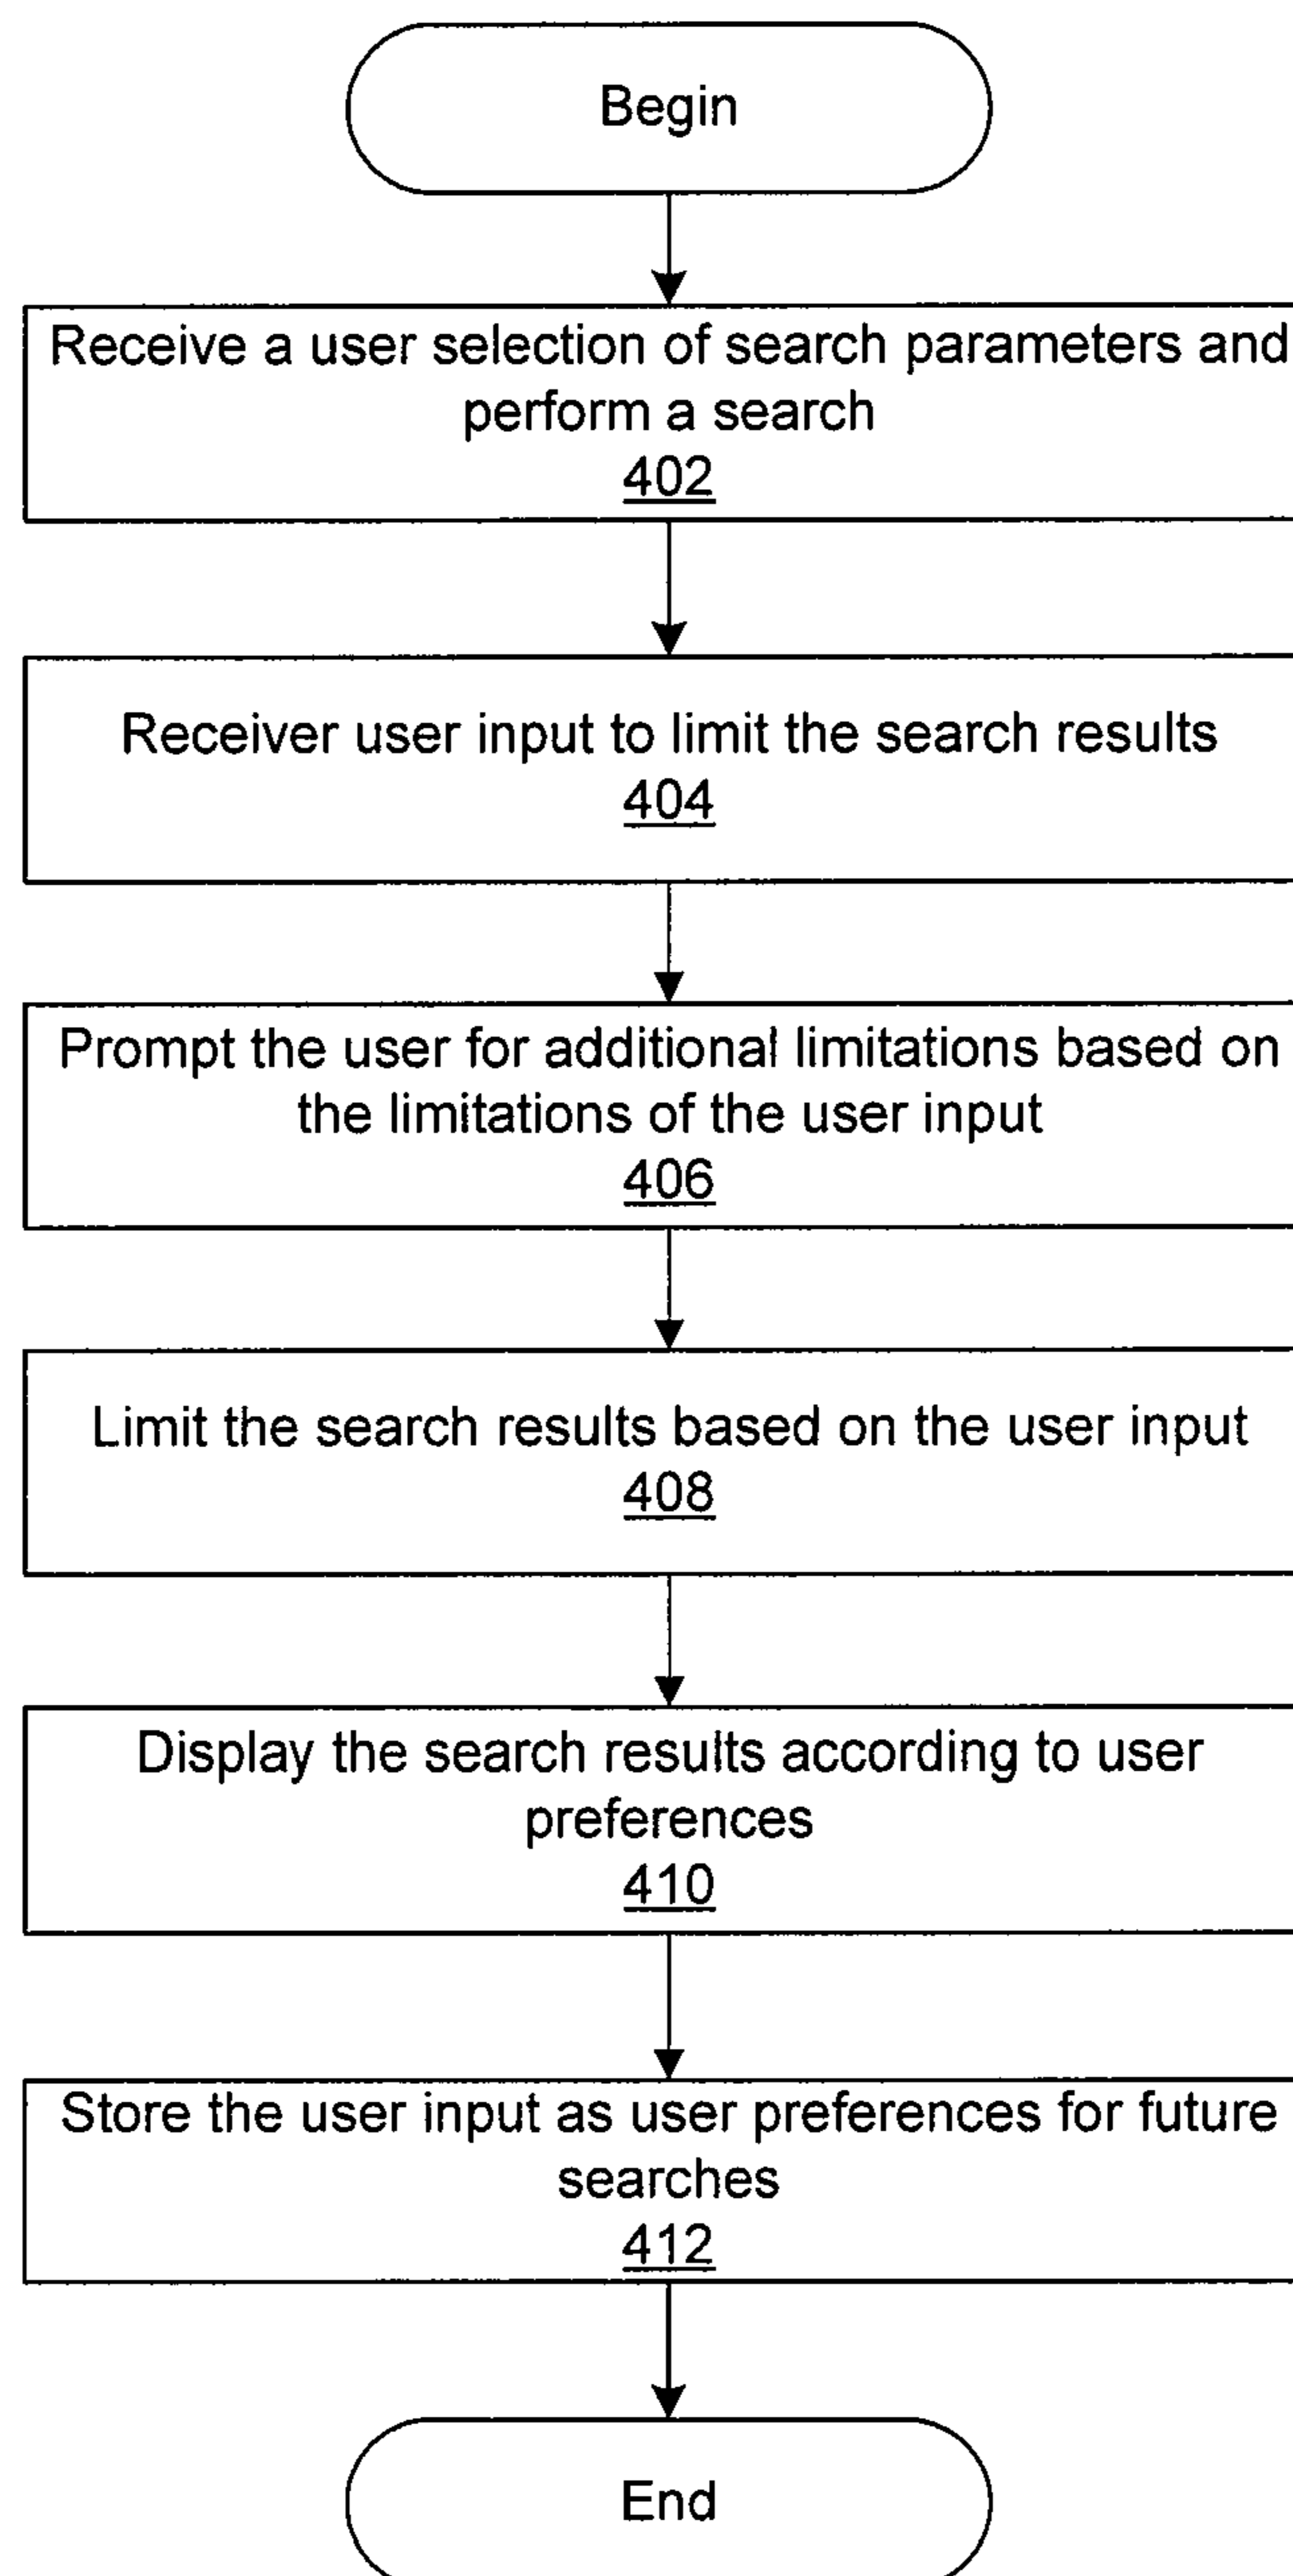 Begin
Receive a user selection of search parameters and
perform a search
402
Receiver user input to limit the search results
404
Prompt the user for additional limitations based on
the limitations of the user input
406
Limit the search results based on the user input
408
Display the search results according to user
preferences
410
Store the user input as user preferences for future
searches
412
End